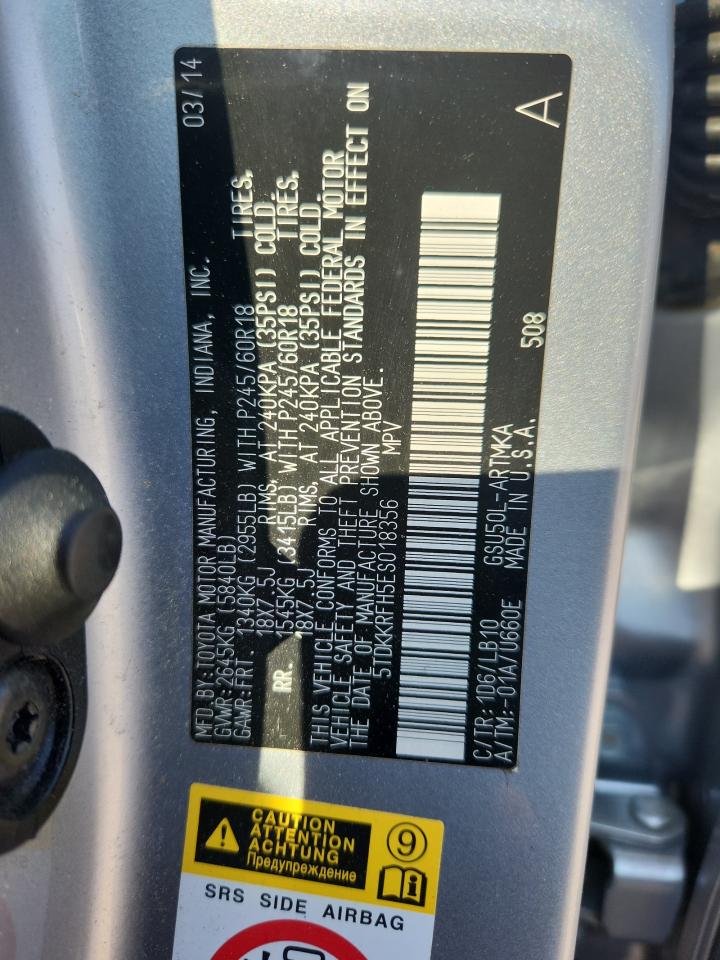 03/14
MFD.BY:TOYOTA MOTOR MANUFACTURING, INDIANA, INC.
GVWR:2645KG (5840LB)
GAWR:FRT. 1340KG (2955LB) WITH P245/60R18 TIRES,
18X7.5J RIMS, AT 240KPA (35PSI) COLD.
RR. 1545KG (3415LB) WITH P245/60R18 TIRES,
18X7.5J RIMS, AT 240KPA (35PSI) COLD.
THIS VEHICLE CONFORMS TO ALL APPLICABLE FEDERAL MOTOR
VEHICLE SAFETY AND THEFT PREVENTION STANDARDS IN EFFECT ON
THE DATE OF MANUFACTURE SHOWN ABOVE.
5TDKKRFH5ES018356 MPV
A
C/TR:1D6/LB10 GSU50L-ARTMKA 508
A/TM:-01A/U660E MADE IN U.S.A.
CAUTION
ATTENTION
ACHTUNG
Предупреждение
9
i
SRS SIDE AIRBAG